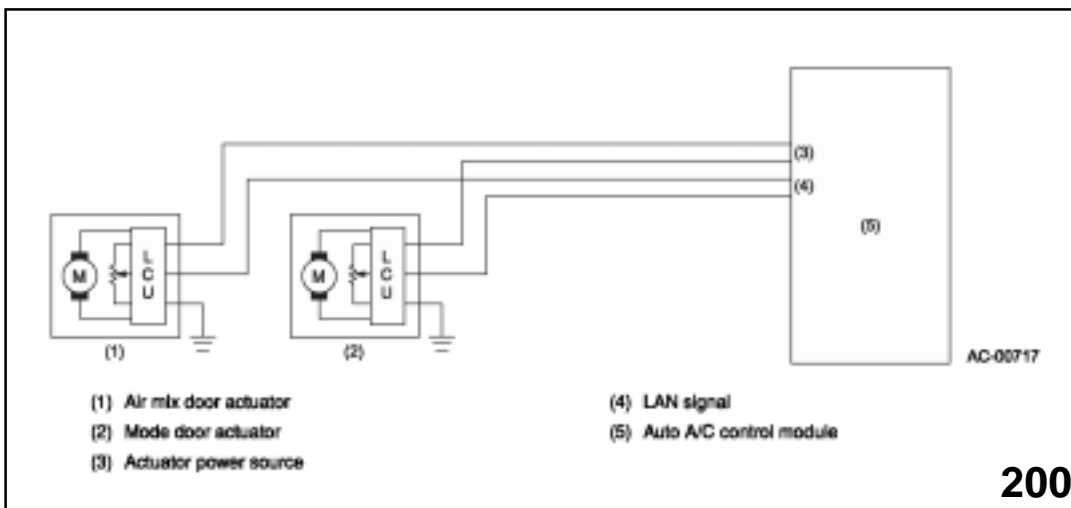 (3)
(4)
(5)
L
C
U
M
L
C
U
M
(1)
(2)
AC-00717
(1) Air mix door actuator
(2) Mode door actuator
(3) Actuator power source
(4) LAN signal
(5) Auto A/C control module
200